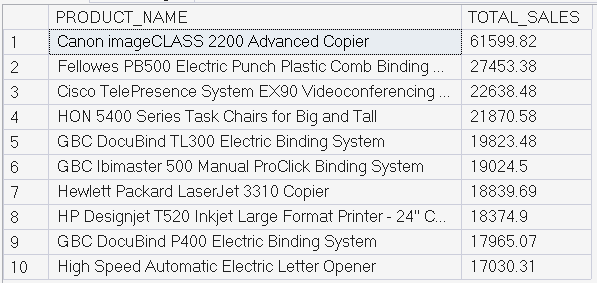 PRODUCT_NAME TOTAL_SALES
1 Canon imageCLASS 2200 Advanced Copier 61599.82
2 Fellowes PB500 Electric Punch Plastic Comb Binding ... 27453.38
3 Cisco TelePresence System EX90 Videoconferencing ... 22638.48
4 HON 5400 Series Task Chairs for Big and Tall 21870.58
5 GBC DocuBind TL300 Electric Binding System 19823.48
6 GBC Ibimaster 500 Manual ProClick Binding System 19024.5
7 Hewlett Packard LaserJet 3310 Copier 18839.69
8 HP Designjet T520 Inkjet Large Format Printer - 24" C... 18374.9
9 GBC DocuBind P400 Electric Binding System 17965.07
10 High Speed Automatic Electric Letter Opener 17030.31